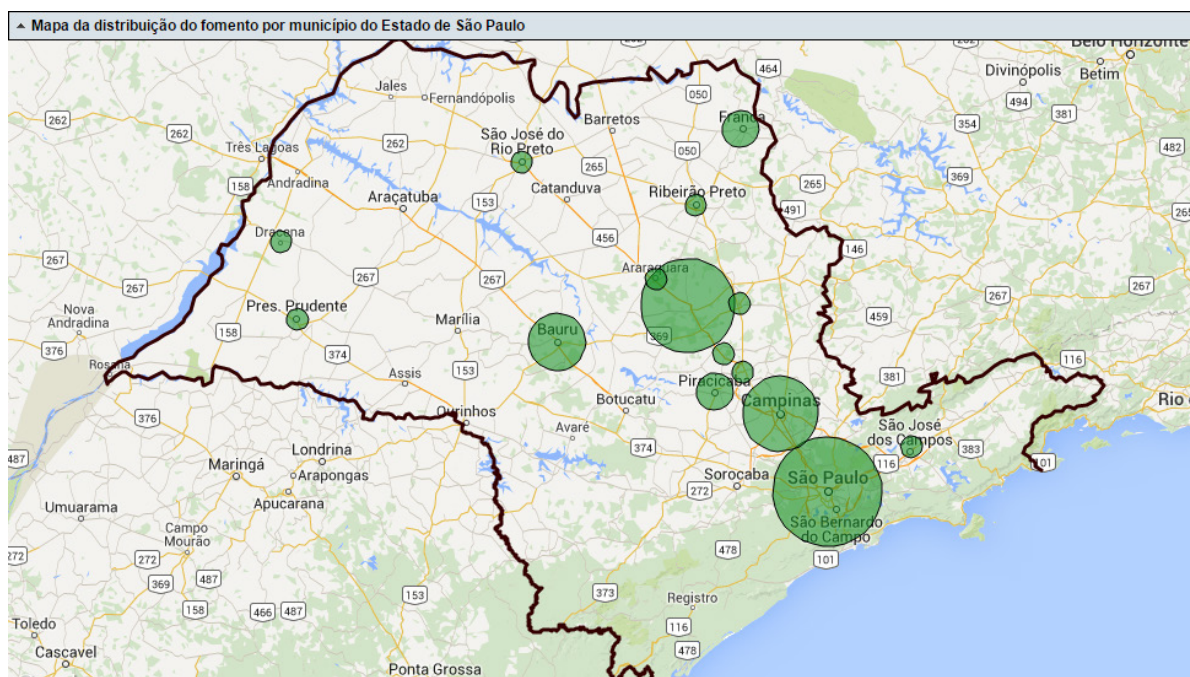 Mapa da distribuição do fomento por município do Estado de São Paulo
Belo Horizonte
Betim
Divinópolis
464
262
494
381
354
482
369
265
262
262
Jales
Fernandópolis
050
Barretos
Franca
São José do
Rio Preto
262
265
050
Três Lagoas
158
Andradina
Araçatuba
153
Catanduva
Ribeirão Preto
265
491
456
146
Dracena
267
267
267
267
Araraquara
267
267
459
Nova
Andradina
376
Pres. Prudente
158
374
Marília
Bauru
369
153
Assis
Rosana
376
Ourinhos
Botucatu
Piracicaba
Campinas
381
116
Rio
Avaré
374
São José
dos Campos
116
383
101
487
Maringá
Londrina
Arapongas
Apucarana
Sorocaba
272
São Paulo
São Bernardo
do Campo
101
Umuarama
Campo
Mourão
272
272
369
487
158
466
487
153
478
373
Registro
116
478
Toledo
Cascavel
Ponta Grossa